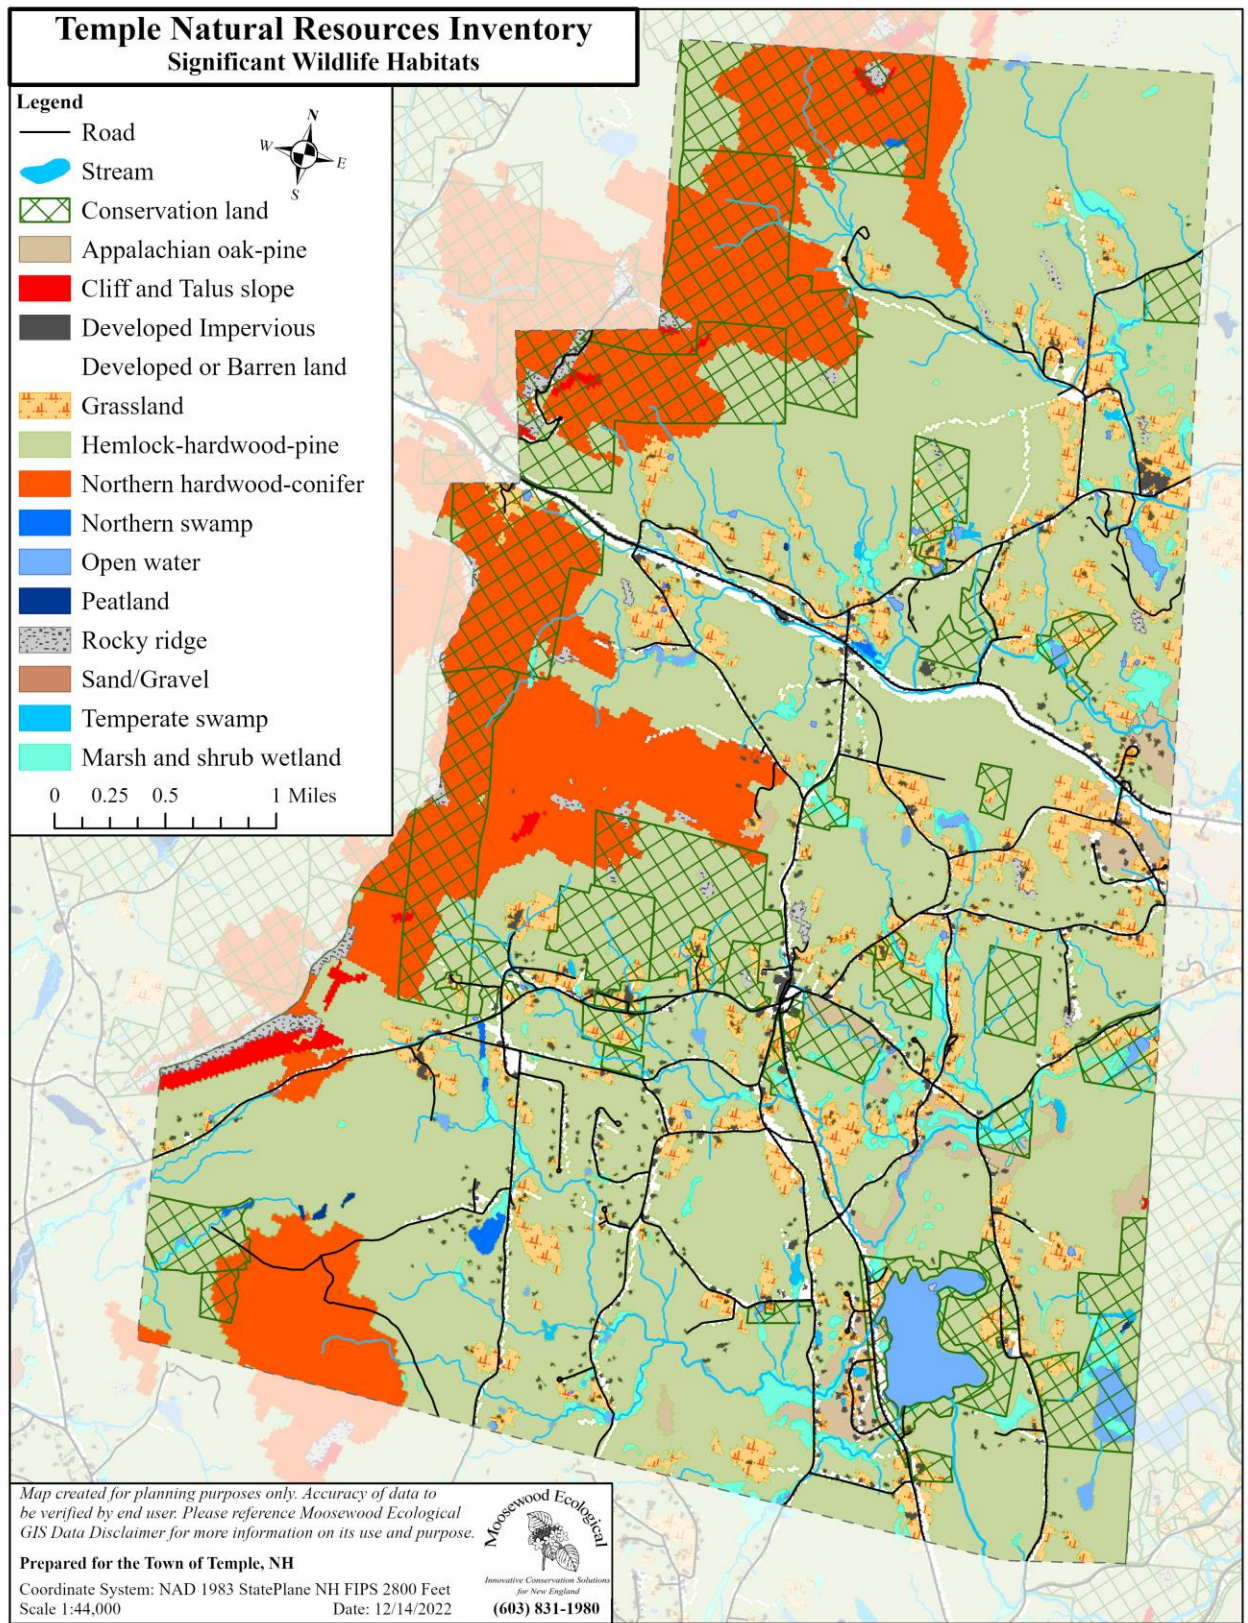 Temple Natural Resources Inventory
Significant Wildlife Habitats
Legend
Road
Stream
Conservation land
Appalachian oak-pine
Cliff and Talus slope
Developed Impervious
Developed or Barren land
Grassland
Hemlock-hardwood-pine
Northern hardwood-conifer
Northern swamp
Open water
Peatland
Rocky ridge
Sand/Gravel
Temperate swamp
Marsh and shrub wetland
N
W
E
S
0 0.25 0.5 1 Miles
Map created for planning purposes only. Accuracy of data to
be verified by end user. Please reference Moosewood Ecological
GIS Data Disclaimer for more information on its use and purpose.
Prepared for the Town of Temple, NH
Coordinate System: NAD 1983 StatePlane NH FIPS 2800 Feet
Scale 1:44,000 Date: 12/14/2022
Moosewood Ecological
Innovative Conservation Solutions
for New England
(603) 831-1980